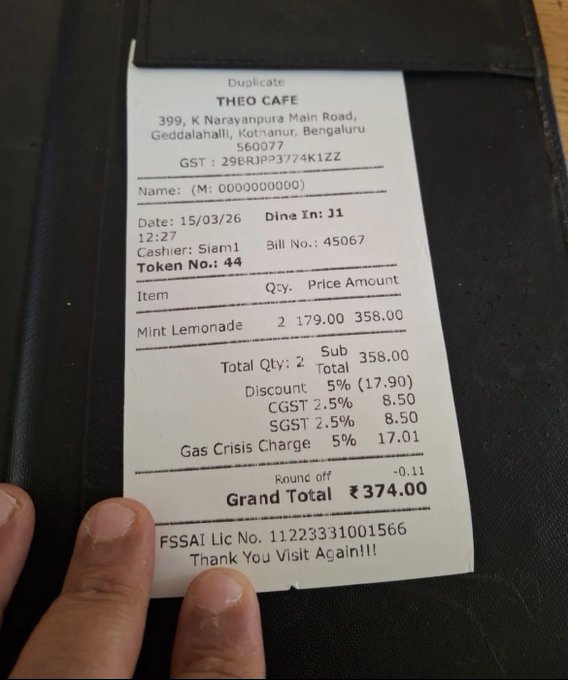 Duplicate
THEO CAFE
399, K Narayanpura Main Road,
Geddalahalli, Kothanur, Bengaluru
560077
GST : 29BRJPP3774K1ZZ
Name: (M: 0000000000)
Date: 15/03/26 Dine In: J1
12:27
Cashier: Siam1 Bill No.: 45067
Token No.: 44
Item Qty. Price Amount
Mint Lemonade 2 179.00 358.00
Total Qty: 2 Sub Total 358.00
Discount 5% (17.90)
CGST 2.5% 8.50
SGST 2.5% 8.50
Gas Crisis Charge 5% 17.01
Round off -0.11
Grand Total ₹374.00
FSSAI Lic No. 11223331001566
Thank You Visit Again!!!